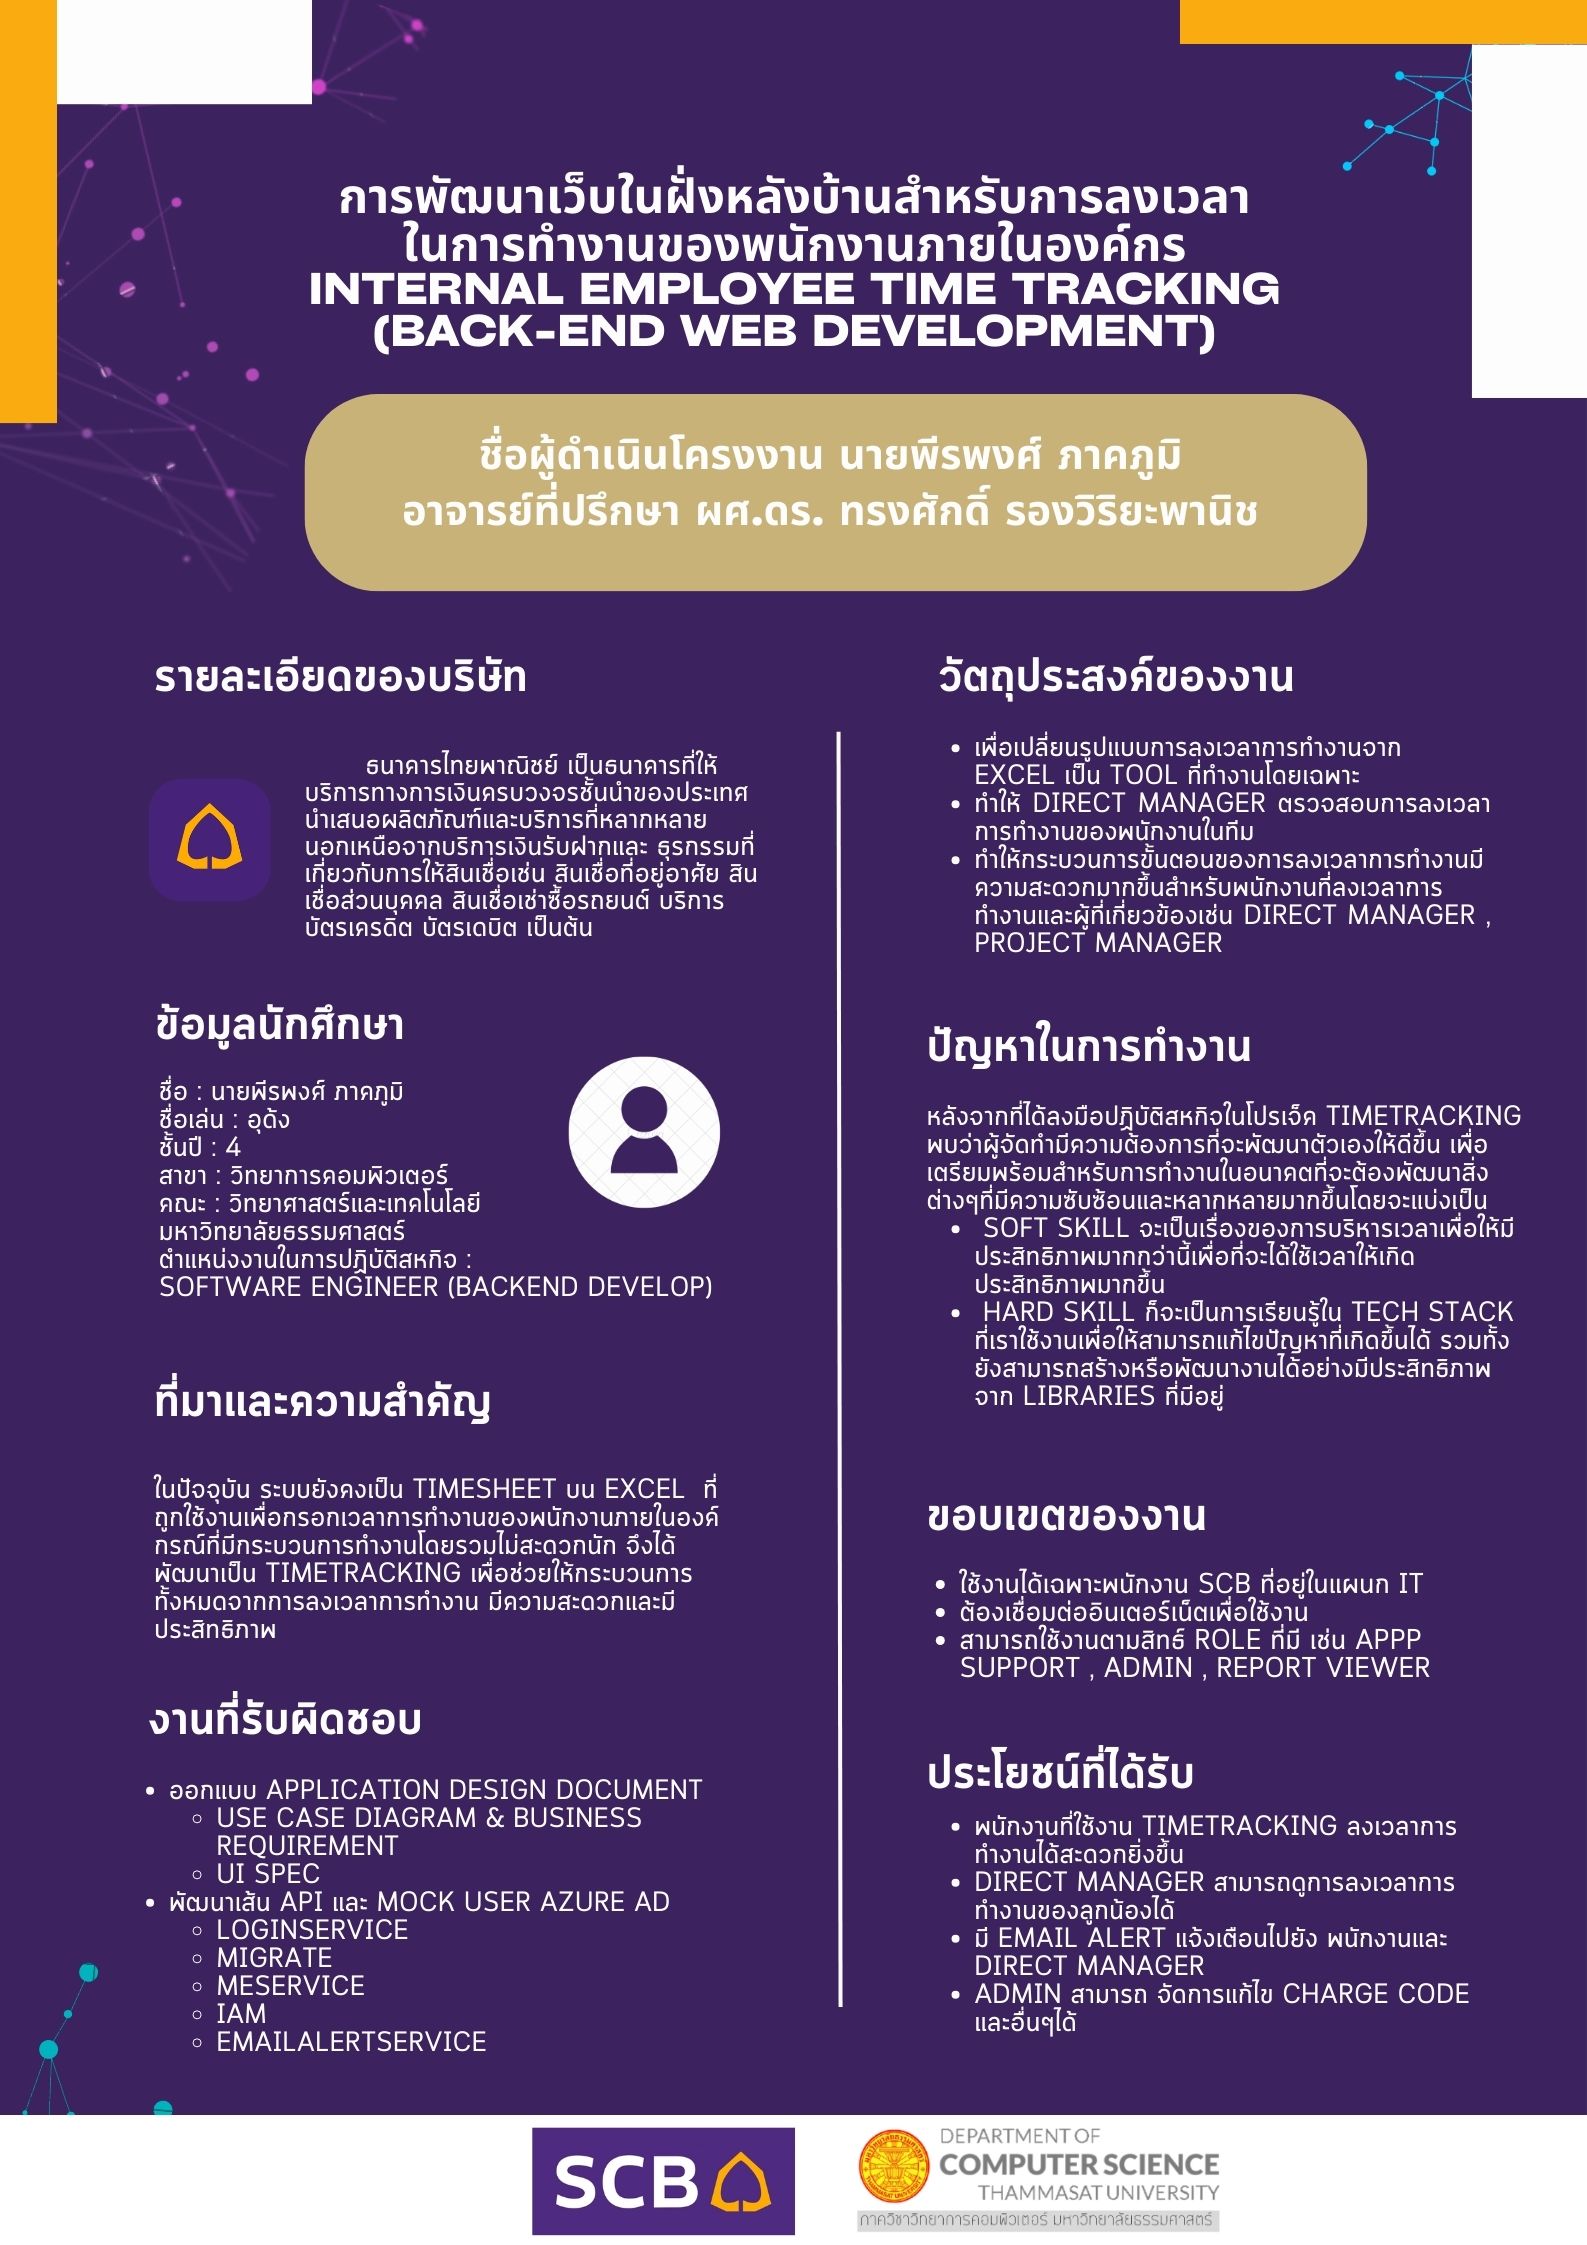 การพัฒนาเว็บในฝั่งหลังบ้านสำหรับการลงเวลา
ในการทำงานของพนักงานภายในองค์กร
INTERNAL EMPLOYEE TIME TRACKING
(BACK-END WEB DEVELOPMENT)
ชื่อผู้ดำเนินโครงงาน นายพีรพงศ์ ภาคภูมิ
อาจารย์ที่ปรึกษา ผศ.ดร. ทรงศักดิ์ รองวิริยะพานิช
รายละเอียดของบริษัท
ธนาคารไทยพาณิชย์ เป็นธนาคารที่ให้
บริการทางการเงินครบวงจรชั้นนำของประเทศ
นำเสนอผลิตภัณฑ์และบริการที่หลากหลาย
นอกเหนือจากบริการเงินรับฝากและ ธุรกรรมที่
เกี่ยวกับการให้สินเชื่อเช่น สินเชื่อที่อยู่อาศัย สิน
เชื่อส่วนบุคคล สินเชื่อเช่าซื้อรถยนต์ บริการ
บัตรเครดิต บัตรเดบิต เป็นต้น
ข้อมูลนักศึกษา
ชื่อ : นายพีรพงศ์ ภาคภูมิ
ชื่อเล่น : อุด้ง
ชั้นปี : 4
สาขา : วิทยาการคอมพิวเตอร์
คณะ : วิทยาศาสตร์และเทคโนโลยี
มหาวิทยาลัยธรรมศาสตร์
ตำแหน่งงานในการปฏิบัติสหกิจ :
SOFTWARE ENGINEER (BACKEND DEVELOP)
ที่มาและความสำคัญ
ในปัจจุบัน ระบบยังคงเป็น TIMESHEET บน EXCEL ที่
ถูกใช้งานเพื่อกรอกเวลาการทำงานของพนักงานภายในองค์
กรณ์ที่มีกระบวนการทำงานโดยรวมไม่สะดวกนัก จึงได้
พัฒนาเป็น TIMETRACKING เพื่อช่วยให้กระบวนการ
ทั้งหมดจากการลงเวลาการทำงาน มีความสะดวกและมี
ประสิทธิภาพ
งานที่รับผิดชอบ
• ออกแบบ APPLICATION DESIGN DOCUMENT
◦ USE CASE DIAGRAM & BUSINESS
REQUIREMENT
◦ UI SPEC
• พัฒนาเส้น API และ MOCK USER AZURE AD
◦ LOGINSERVICE
◦ MIGRATE
◦ MESERVICE
◦ IAM
◦ EMAILALERTSERVICE
วัตถุประสงค์ของงาน
• เพื่อเปลี่ยนรูปแบบการลงเวลาการทำงานจาก
EXCEL เป็น TOOL ที่ทำงานโดยเฉพาะ
• ทำให้ DIRECT MANAGER ตรวจสอบการลงเวลา
การทำงานของพนักงานในทีม
• ทำให้กระบวนการขั้นตอนของการลงเวลาการทำงานมี
ความสะดวกมากขึ้นสำหรับพนักงานที่ลงเวลาการ
ทำงานและผู้ที่เกี่ยวข้องเช่น DIRECT MANAGER ,
PROJECT MANAGER
ปัญหาในการทำงาน
หลังจากที่ได้ลงมือปฏิบัติสหกิจในโปรเจ็ค TIMETRACKING
พบว่าผู้จัดทำมีความต้องการที่จะพัฒนาตัวเองให้ดีขึ้น เพื่อ
เตรียมพร้อมสำหรับการทำงานในอนาคตที่จะต้องพัฒนาสิ่ง
ต่างๆที่มีความซับซ้อนและหลากหลายมากขึ้นโดยจะแบ่งเป็น
• SOFT SKILL จะเป็นเรื่องของการบริหารเวลาเพื่อให้มี
ประสิทธิภาพมากกว่านี้เพื่อที่จะได้ใช้เวลาให้เกิด
ประสิทธิภาพมากขึ้น
• HARD SKILL ก็จะเป็นการเรียนรู้ใน TECH STACK
ที่เราใช้งานเพื่อให้สามารถแก้ไขปัญหาที่เกิดขึ้นได้ รวมทั้ง
ยังสามารถสร้างหรือพัฒนางานได้อย่างมีประสิทธิภาพ
จาก LIBRARIES ที่มีอยู่
ขอบเขตของงาน
• ใช้งานได้เฉพาะพนักงาน SCB ที่อยู่ในแผนก IT
• ต้องเชื่อมต่ออินเตอร์เน็ตเพื่อใช้งาน
• สามารถใช้งานตามสิทธ์ ROLE ที่มี เช่น APPP
SUPPORT , ADMIN , REPORT VIEWER
ประโยชน์ที่ได้รับ
• พนักงานที่ใช้งาน TIMETRACKING ลงเวลาการ
ทำงานได้สะดวกยิ่งขึ้น
• DIRECT MANAGER สามารถดูการลงเวลาการ
ทำงานของลูกน้องได้
• มี EMAIL ALERT แจ้งเตือนไปยัง พนักงานและ
DIRECT MANAGER
• ADMIN สามารถ จัดการแก้ไข CHARGE CODE
และอื่นๆได้
SCB
DEPARTMENT OF
COMPUTER SCIENCE
THAMMASAT UNIVERSITY
ภาควิชาวิทยาการคอมพิวเตอร์ มหาวิทยาลัยธรรมศาสตร์